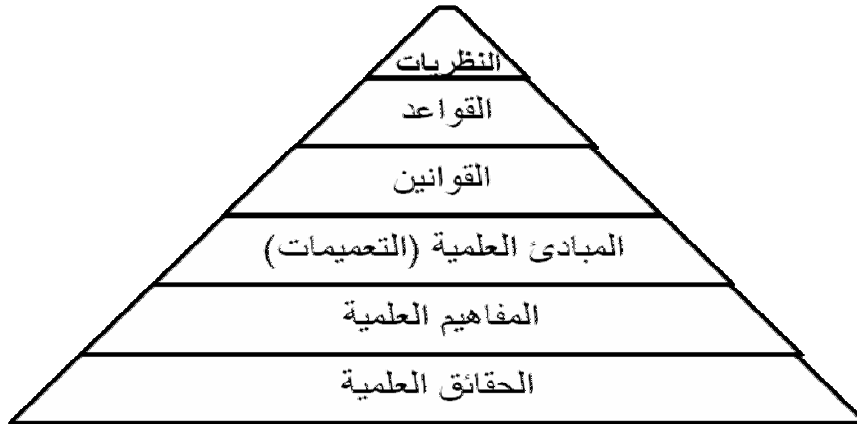 النظريات
القواعد
القوانين
المبادئ العلمية (التعميمات)
المفاهيم العلمية
الحقائق العلمية